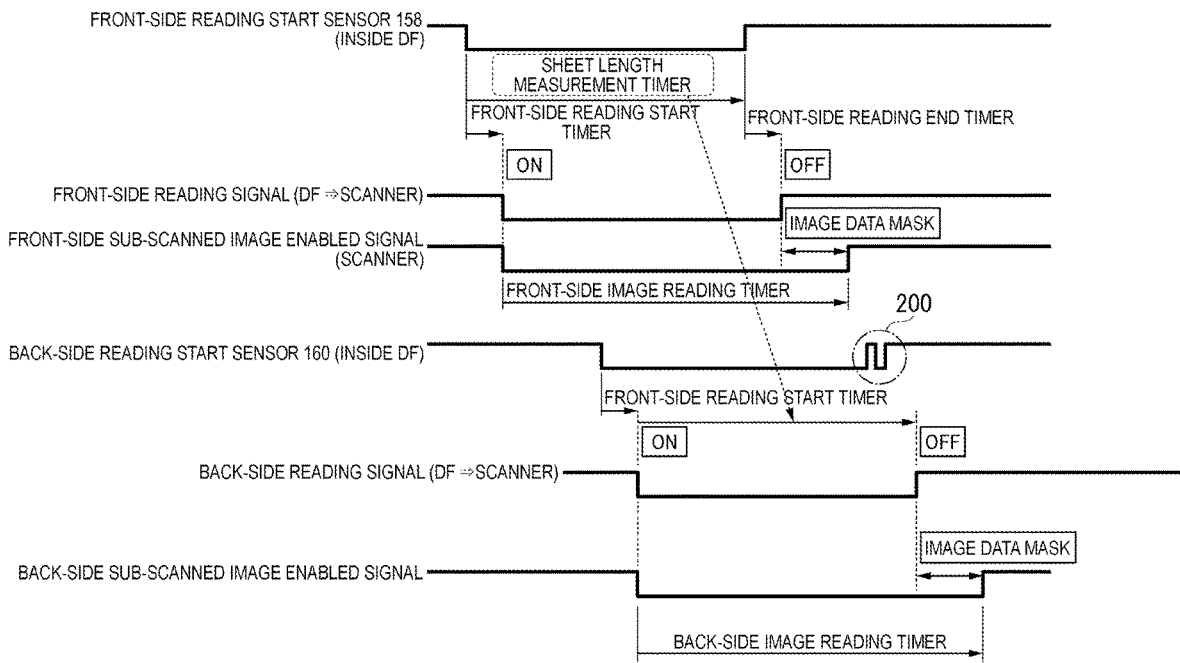 FRONT-SIDE READING START SENSOR 158
(INSIDE DF)
SHEET LENGTH
MEASUREMENT TIMER
FRONT-SIDE READING START
TIMER
FRONT-SIDE READING END TIMER
ON
OFF
FRONT-SIDE READING SIGNAL (DF ⇒SCANNER)
IMAGE DATA MASK
FRONT-SIDE SUB-SCANNED IMAGE ENABLED SIGNAL
(SCANNER)
FRONT-SIDE IMAGE READING TIMER
200
BACK-SIDE READING START SENSOR 160 (INSIDE DF)
FRONT-SIDE READING START TIMER
ON
OFF
BACK-SIDE READING SIGNAL (DF ⇒SCANNER)
IMAGE DATA MASK
BACK-SIDE SUB-SCANNED IMAGE ENABLED SIGNAL
BACK-SIDE IMAGE READING TIMER